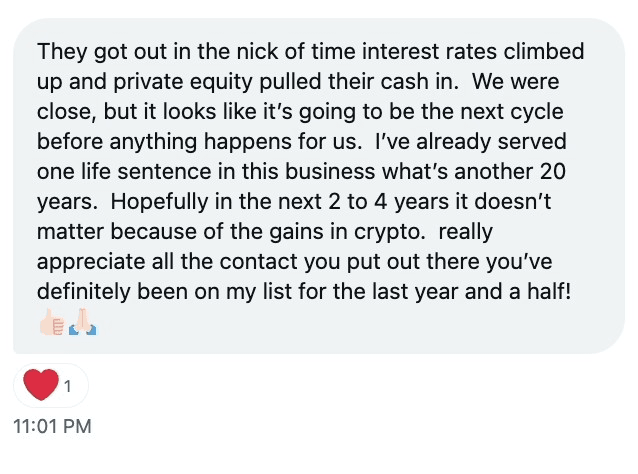 They got out in the nick of time interest rates climbed
up and private equity pulled their cash in.  We were
close, but it looks like it’s going to be the next cycle
before anything happens for us.  I’ve already served
one life sentence in this business what’s another 20
years.  Hopefully in the next 2 to 4 years it doesn’t
matter because of the gains in crypto.  really
appreciate all the contact you put out there you’ve
definitely been on my list for the last year and a half!
👍🏻🙏🏻
❤️ 1
11:01 PM